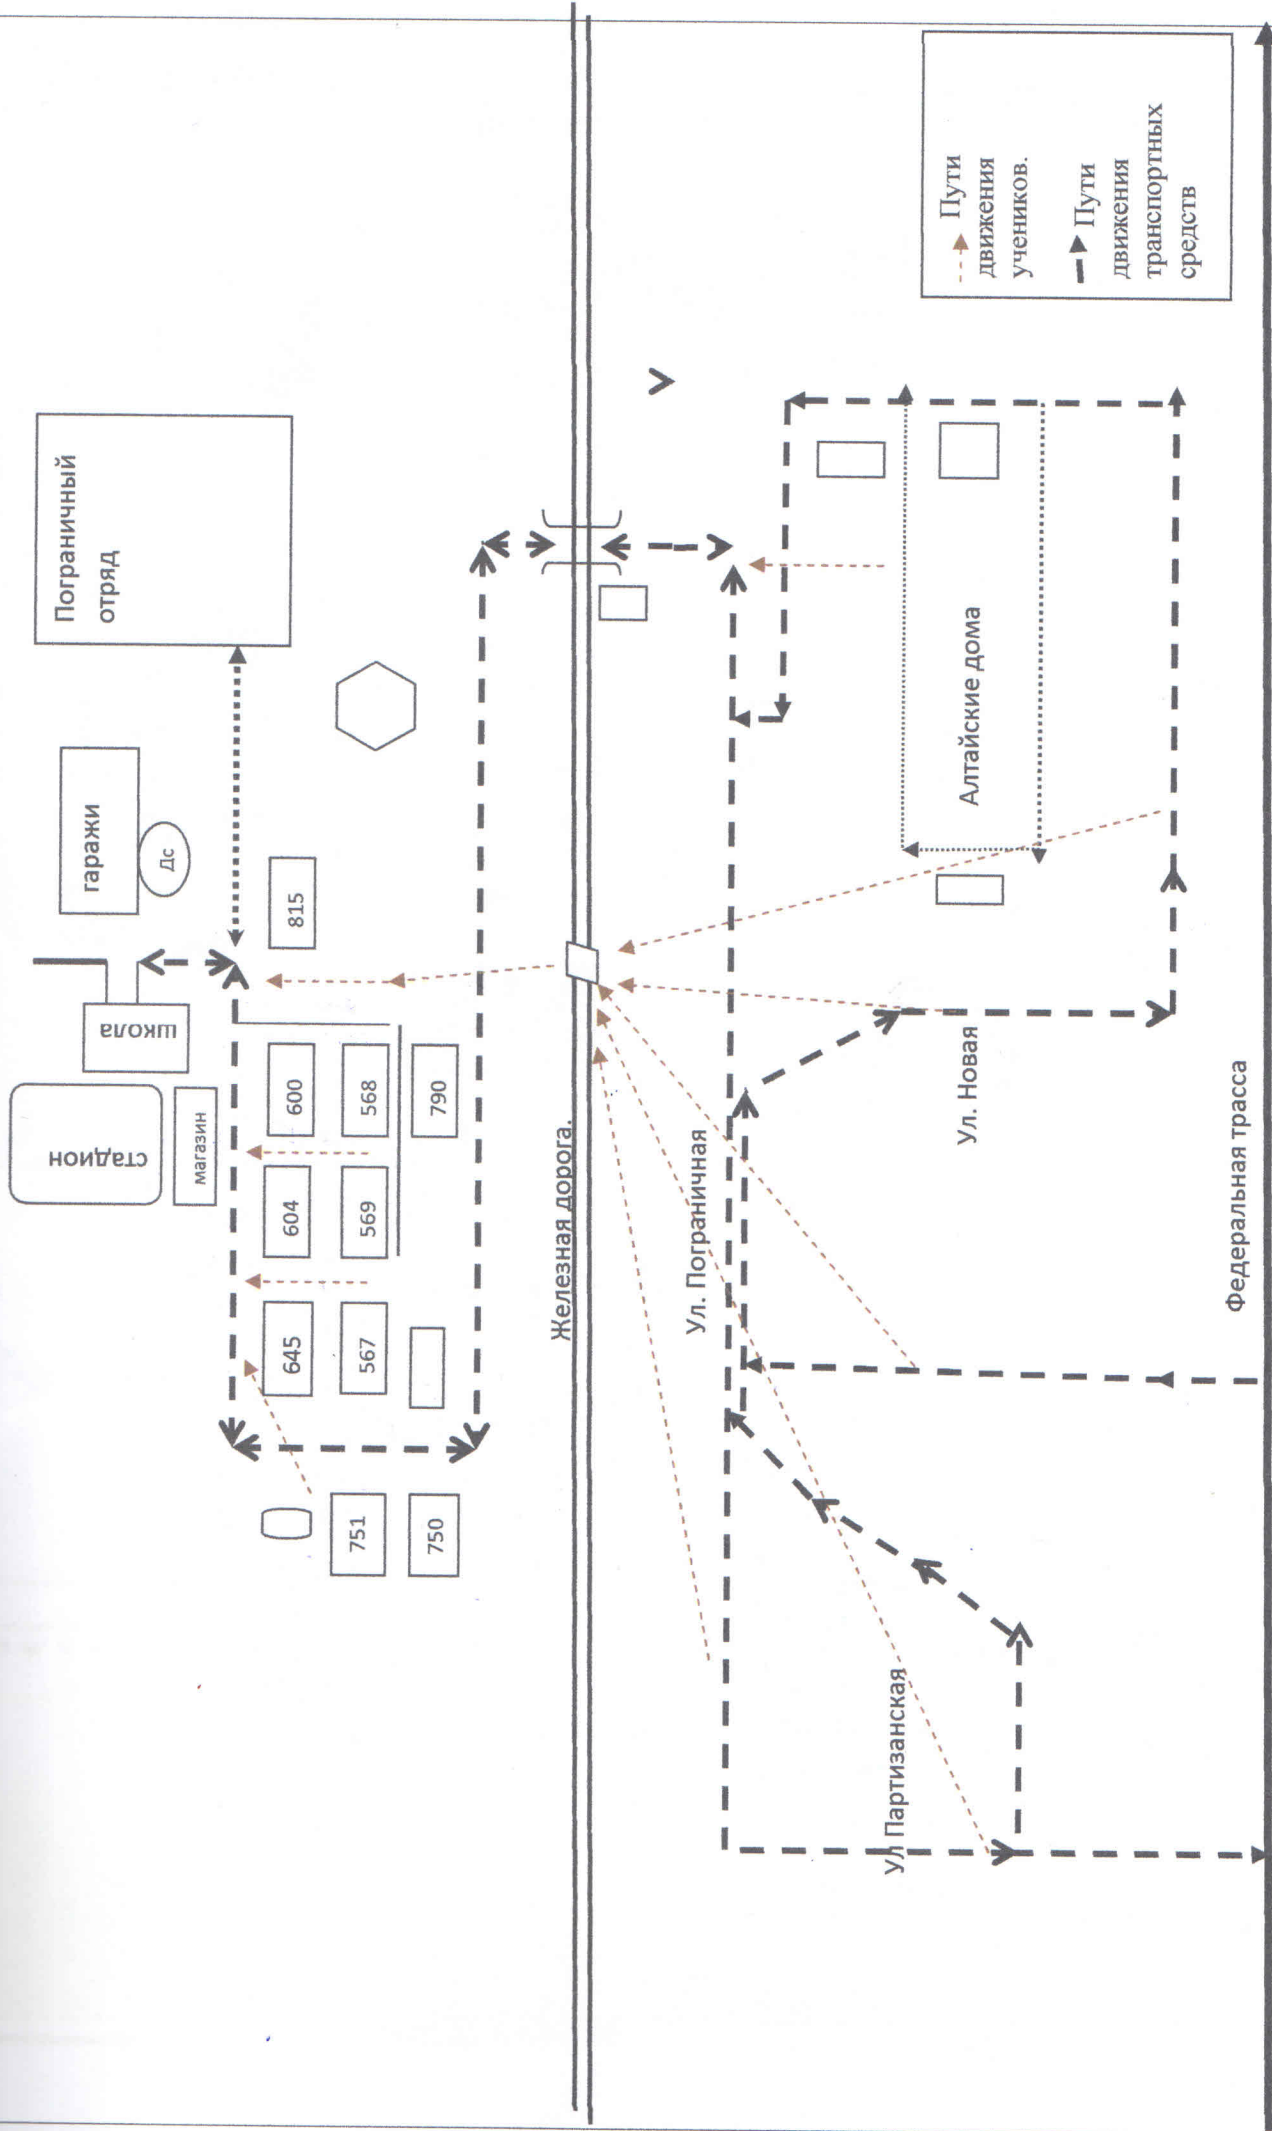 Пограничный
отряд
гаражи
Дс
школа
стадион
магазин
815
600
568
790
604
569
645
567
751
750
Железная дорога.
Ул. Пограничная
Ул. Новая
Алтайские дома
Ул Партизанская
Федеральная трасса
Пути
движения
учеников.
Пути
движения
транспортных
средств